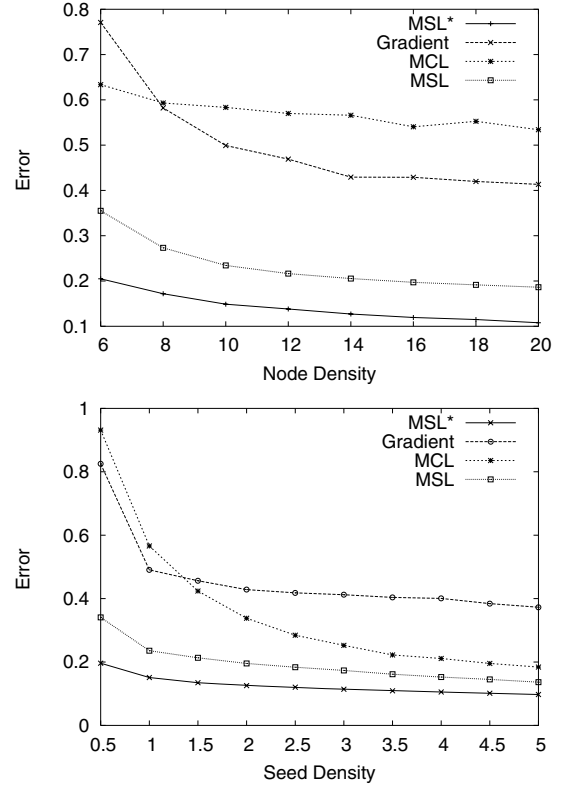 0.8
0.7
0.6
0.5
0.4
0.3
0.2
0.1
Error
MSL*
Gradient
MCL
MSL
6 8 10 12 14 16 18 20
Node Density
1
0.8
0.6
0.4
0.2
0
Error
MSL*
Gradient
MCL
MSL
0.5 1 1.5 2 2.5 3 3.5 4 4.5 5
Seed Density